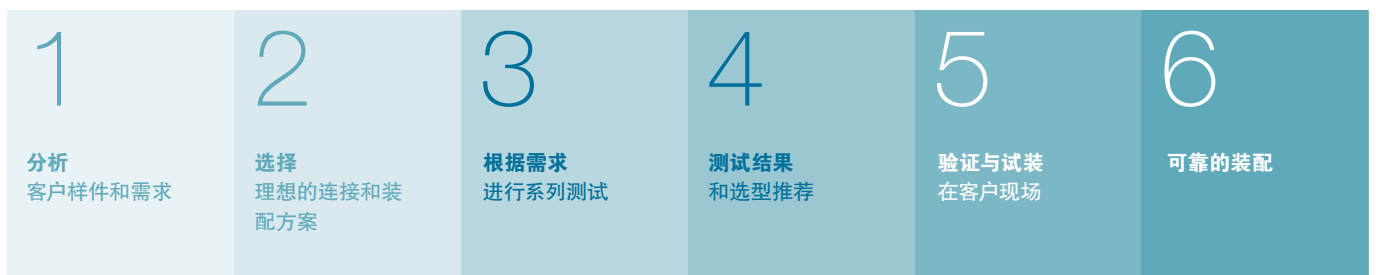 1
分析
客户样件和需求
2
选择
理想的连接和装
配方案
3
根据需求
进行系列测试
4
测试结果
和选型推荐
5
验证与试装
在客户现场
6
可靠的装配